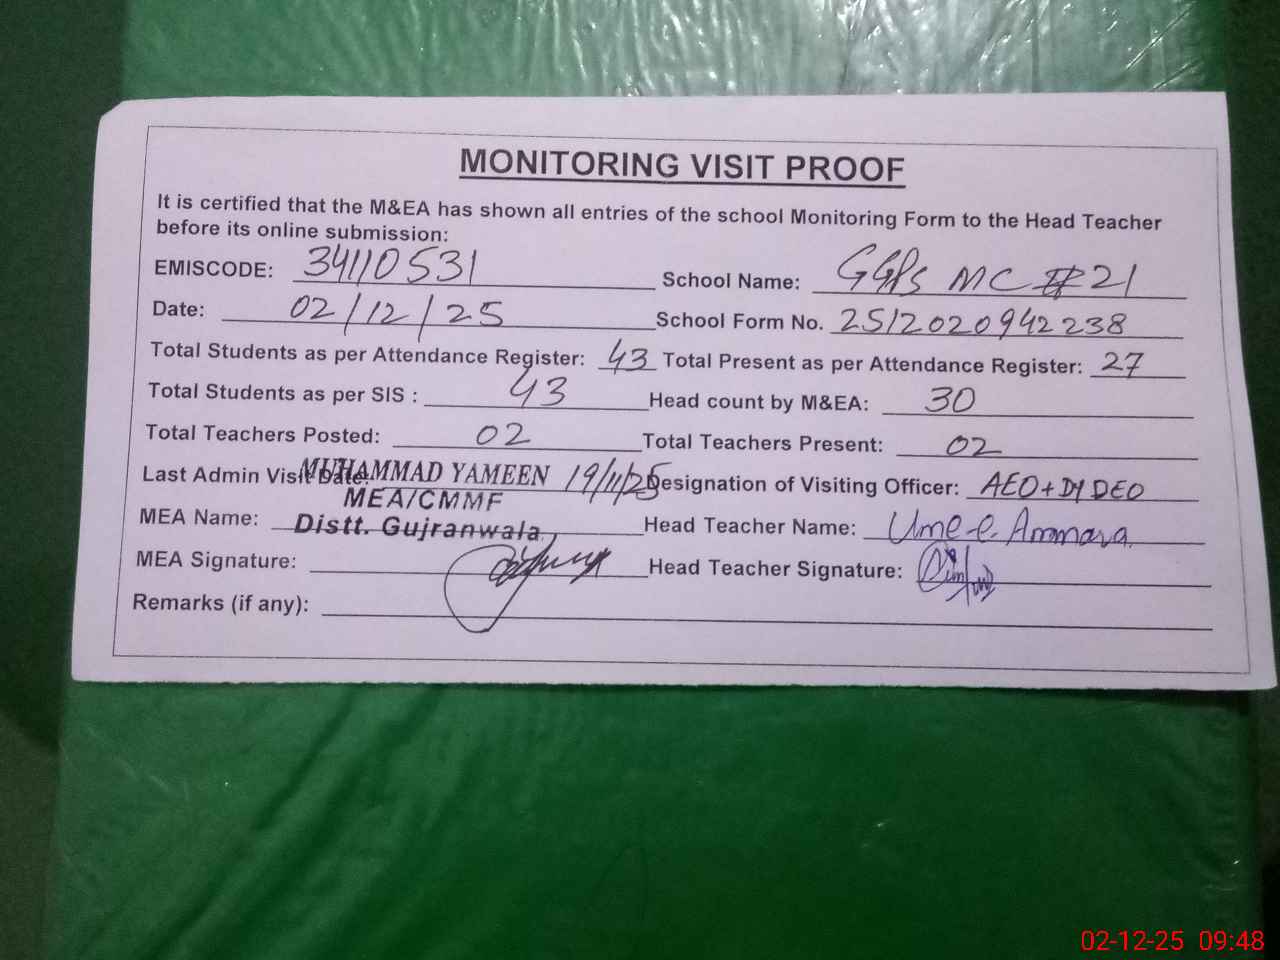 MONITORING VISIT PROOF
It is certified that the M&EA has shown all entries of the school Monitoring Form to the Head Teacher
before its online submission:
EMISCODE: 34110531 School Name: GGPS MC #21
Date: 02/12/25 School Form No. 251202094 2238
Total Students as per Attendance Register: 43 Total Present as per Attendance Register: 27
Total Students as per SIS : 43 Head count by M&EA: 30
Total Teachers Posted: 02 Total Teachers Present: 02
Last Admin Visit Date: 19/11/25 Designation of Visiting Officer: AEO+DY DEO
MUHAMMAD YAMEEN
MEA/CMMF
Distt. Gujranwala
MEA Name: Head Teacher Name: Ume-e-Ammara
MEA Signature: Head Teacher Signature:
Remarks (if any):
02-12-25 09:48